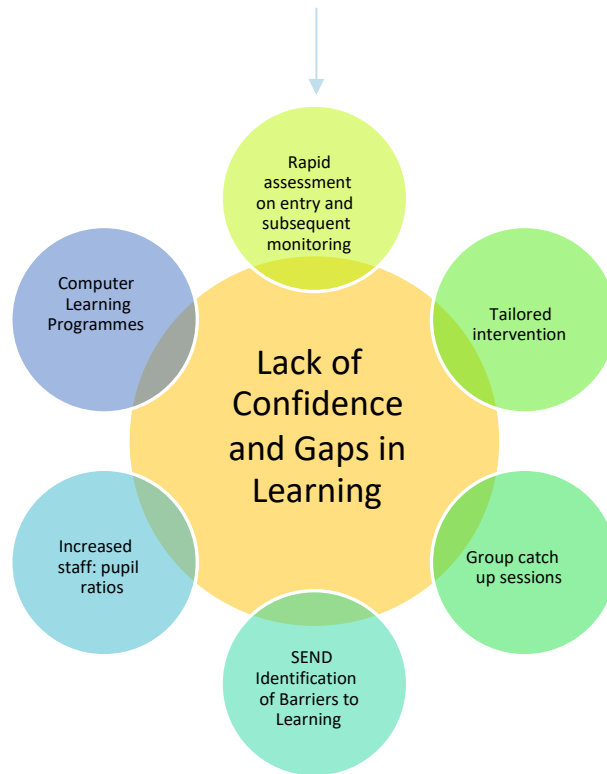 Rapid
assessment
on entry and
subsequent
monitoring
Computer
Learning
Programmes
Tailored
intervention
Lack of
Confidence
and Gaps in
Learning
Increased
staff: pupil
ratios
Group catch
up sessions
SEND
Identification
of Barriers to
Learning